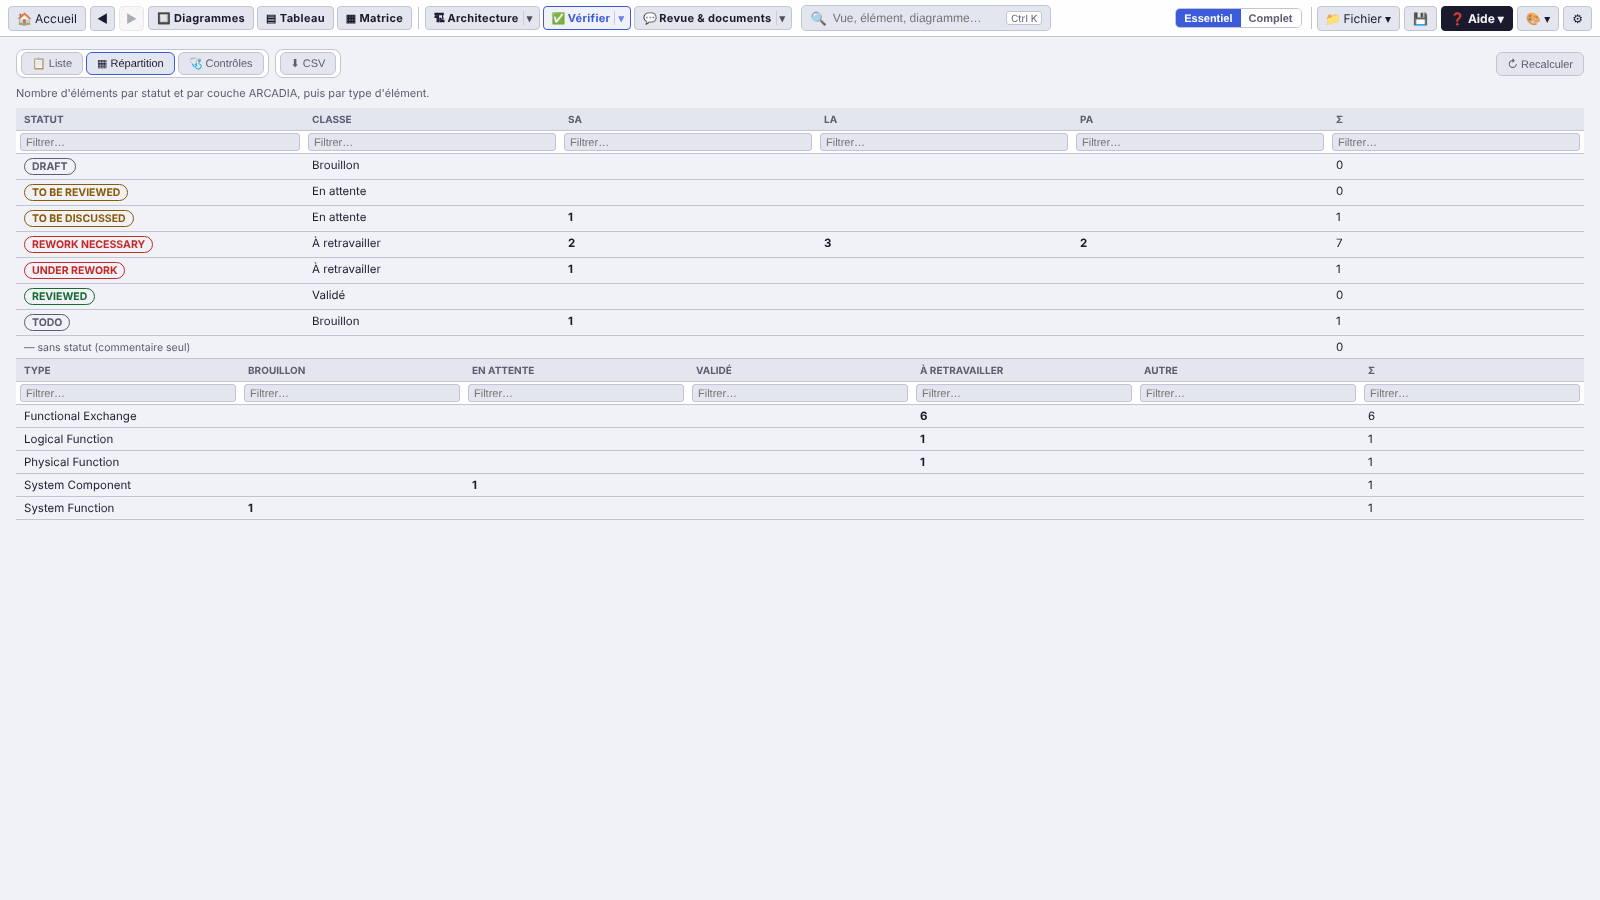 🏠 Accueil ◀ ▶ 🔲 Diagrammes ▤ Tableau ▦ Matrice 🏗 Architecture ▾ ✅ Vérifier ▾ 💬 Revue & documents ▾ 🔍 Vue, élément, diagramme… Ctrl K Essentiel Complet 📁 Fichier ▾ 💾 ❓ Aide ▾ 🎨 ▾ ⚙
📋 Liste ▦ Répartition 🩺 Contrôles ⬇ CSV ↻ Recalculer
Nombre d'éléments par statut et par couche ARCADIA, puis par type d'élément.
STATUT CLASSE SA LA PA Σ
Filtrer… Filtrer… Filtrer… Filtrer… Filtrer… Filtrer…
DRAFT Brouillon 0
TO BE REVIEWED En attente 0
TO BE DISCUSSED En attente 1 1
REWORK NECESSARY À retravailler 2 3 2 7
UNDER REWORK À retravailler 1 1
REVIEWED Validé 0
TODO Brouillon 1 1
— sans statut (commentaire seul) 0
TYPE BROUILLON EN ATTENTE VALIDÉ À RETRAVAILLER AUTRE Σ
Filtrer… Filtrer… Filtrer… Filtrer… Filtrer… Filtrer… Filtrer…
Functional Exchange 6 6
Logical Function 1 1
Physical Function 1 1
System Component 1 1
System Function 1 1